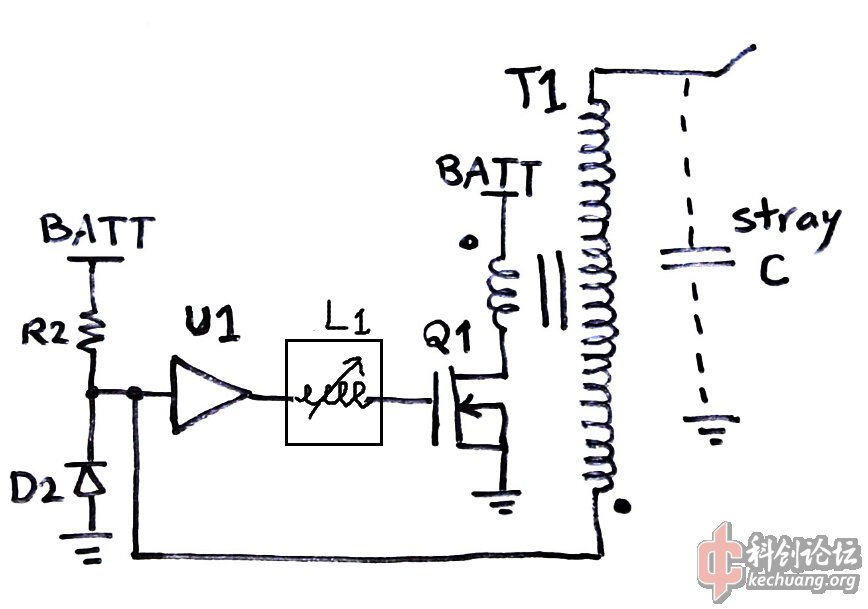 T1
BATT
stray
C
BATT
R2
U1
L1
Q1
D2
科创论坛
kechuang.org